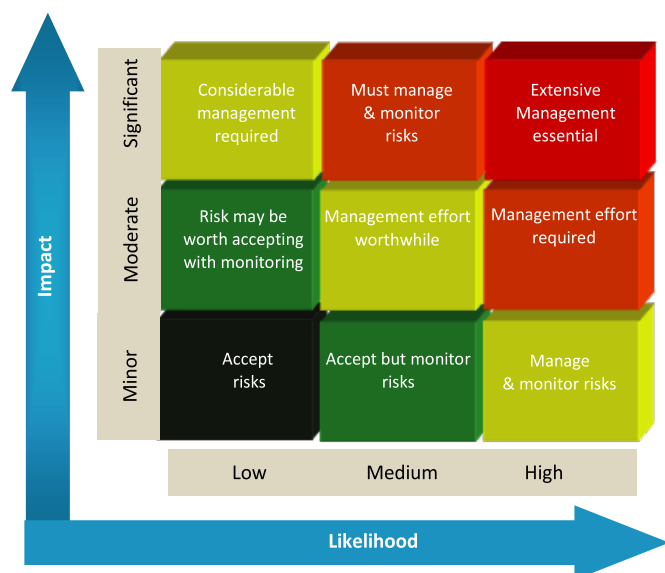 Impact
Significant
Considerable
management
required
Must manage
& monitor
risks
Extensive
Management
essential
Moderate
Risk may be
worth accepting
with monitoring
Management effort
worthwhile
Management effort
required
Minor
Accept
risks
Accept but monitor
risks
Manage
& monitor risks
Low
Medium
High
Likelihood